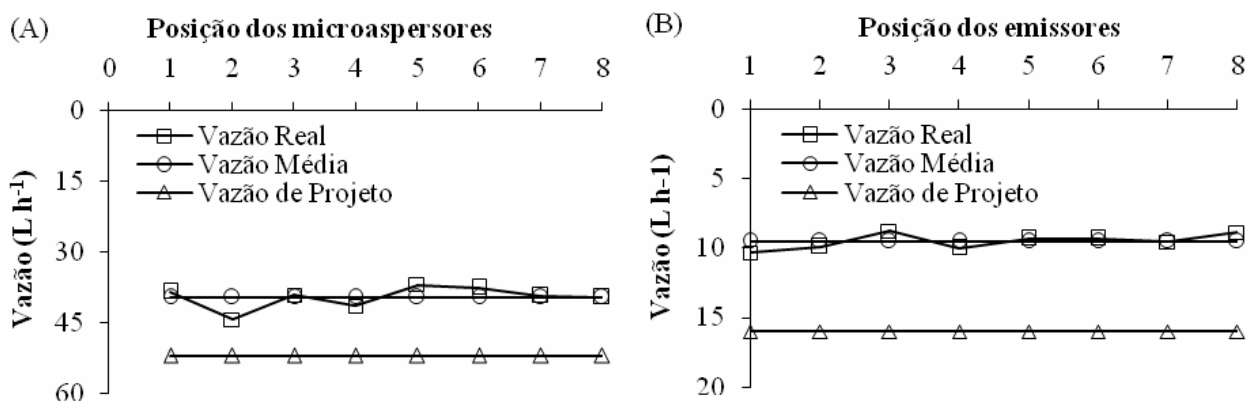 (A)
Posição dos microaspersores
0 1 2 3 4 5 6 7 8
0
15
30
45
60
Vazão (L h⁻¹)
Vazão Real
Vazão Média
Vazão de Projeto
(B)
Posição dos emissores
1 2 3 4 5 6 7 8
0
5
10
15
20
Vazão (L h-1)
Vazão Real
Vazão Média
Vazão de Projeto